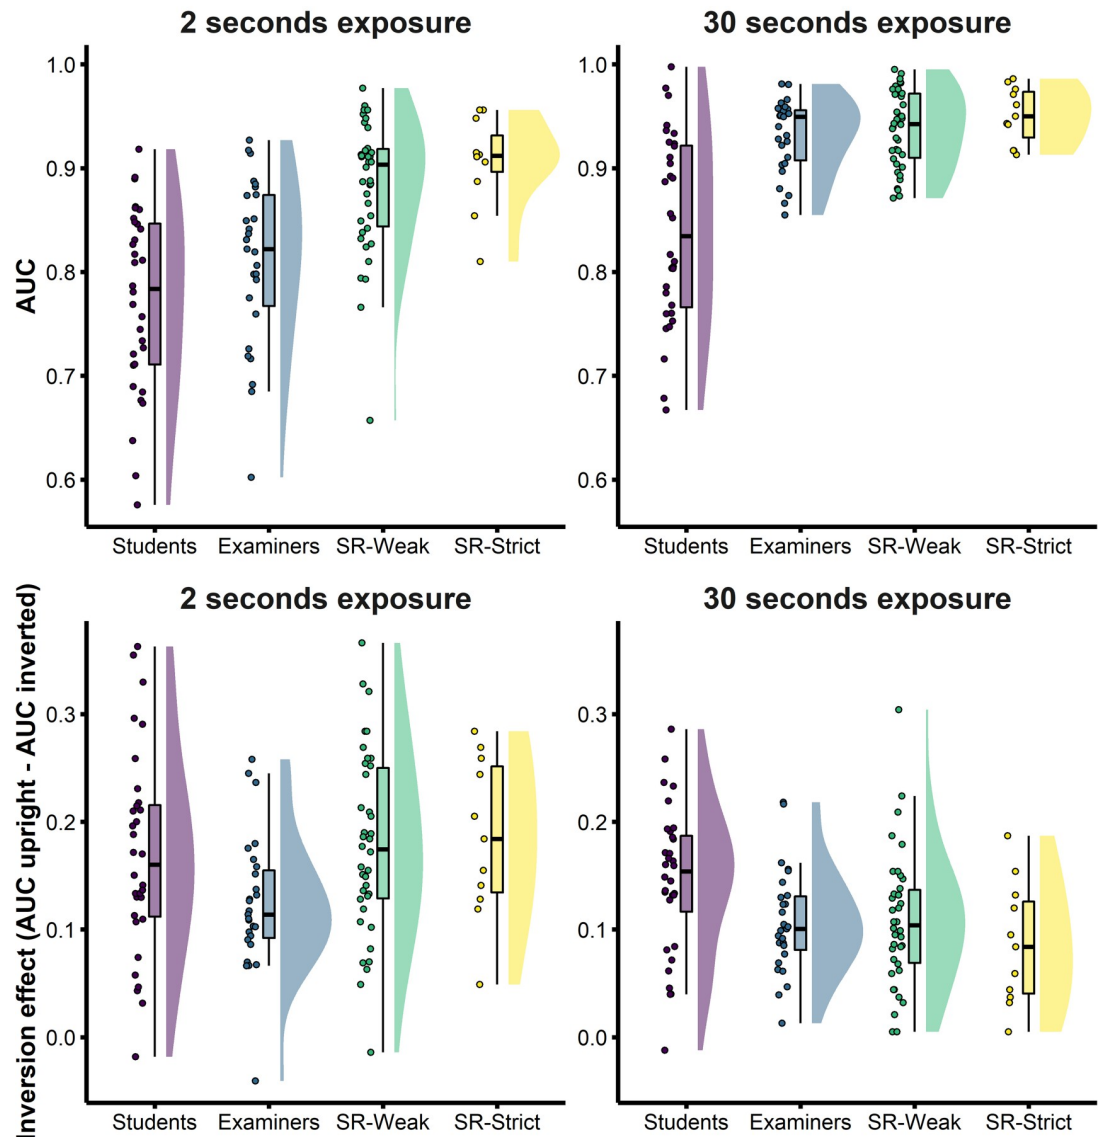 2 seconds exposure
30 seconds exposure
AUC
1.0
0.9
0.8
0.7
0.6
1.0
0.9
0.8
0.7
0.6
Students Examiners SR-Weak SR-Strict
Students Examiners SR-Weak SR-Strict
2 seconds exposure
30 seconds exposure
Inversion effect (AUC upright - AUC inverted)
0.3
0.2
0.1
0.0
0.3
0.2
0.1
0.0
Students Examiners SR-Weak SR-Strict
Students Examiners SR-Weak SR-Strict